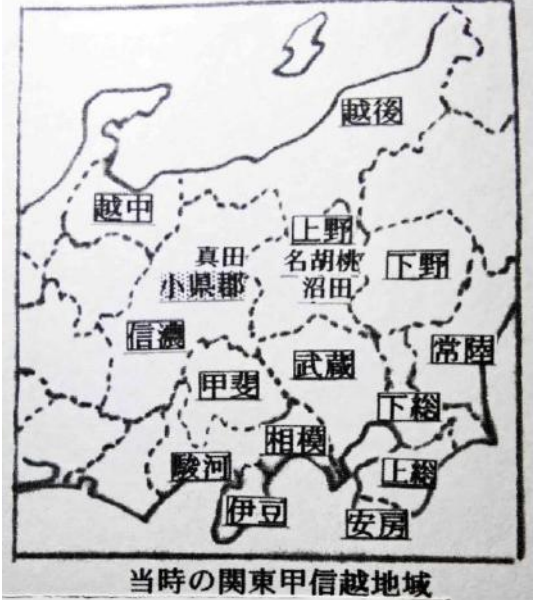 越後
越中
上野
真田
名胡桃
下野
小県郡
沼田
信濃
常陸
武蔵
甲斐
下総
相模
駿河
上総
伊豆
安房
当時の関東甲信越地域